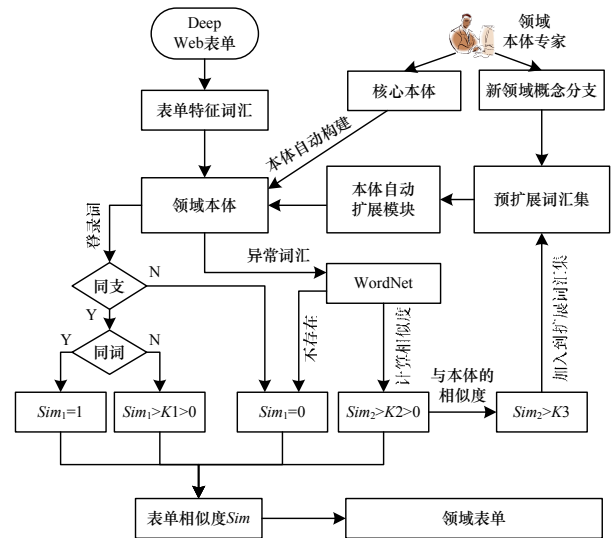 Deep
Web表单
领域
本体专家
表单特征词汇
核心本体
新领域概念分支
本体自动构建
领域本体
本体自动
扩展模块
预扩展词汇集
登录词
异常词汇
同支
N
WordNet
Y
不存在
计算相似度
加入到扩展词汇集
Y
同词
N
与本体的
相似度
Sim₁=1
Sim₁>K1>0
Sim₁=0
Sim₂>K2>0
Sim₂>K3
表单相似度Sim
领域表单